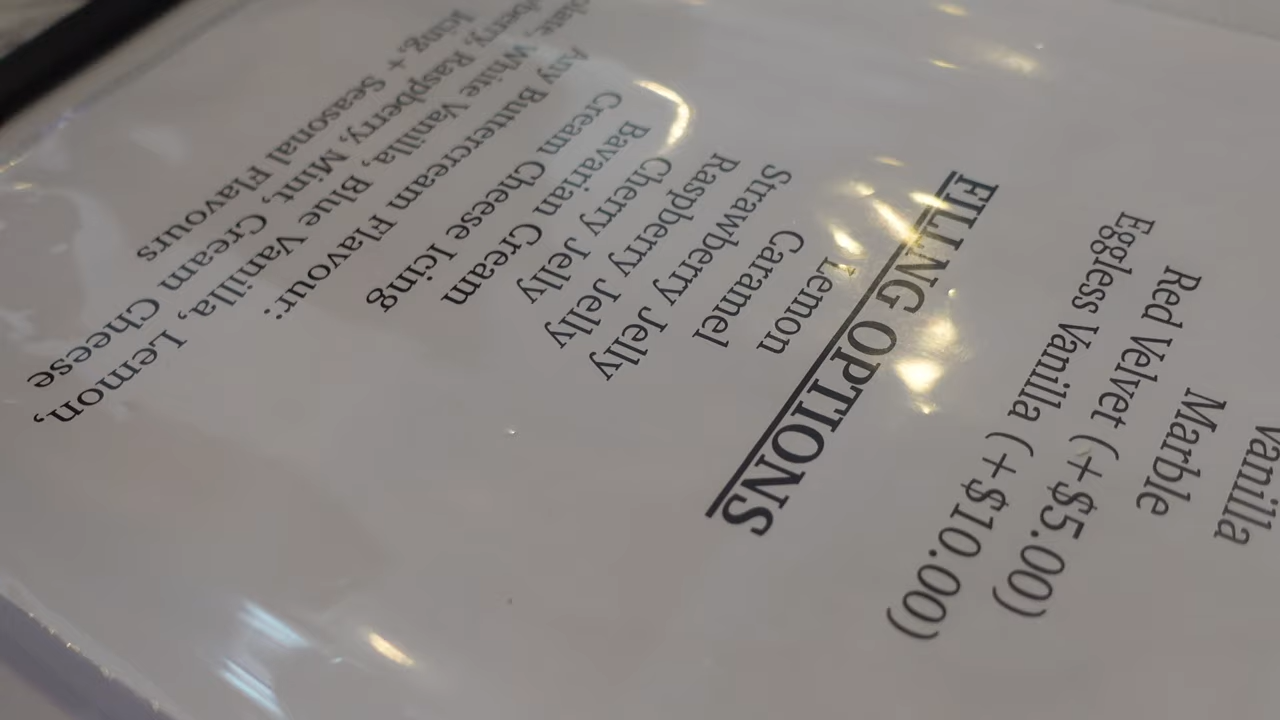 Vanilla
Marble
Red Velvet (+$5.00)
Eggless Vanilla (+$10.00)
FILLING OPTIONS
Lemon
Caramel
Strawberry Jelly
Raspberry Jelly
Cherry Jelly
Bavarian Cream
Cream Cheese Icing
Any Buttercream Flavour:
White Vanilla, Blue Vanilla, Lemon,
Raspberry, Mint, Cream Cheese
Icing, + Seasonal Flavours